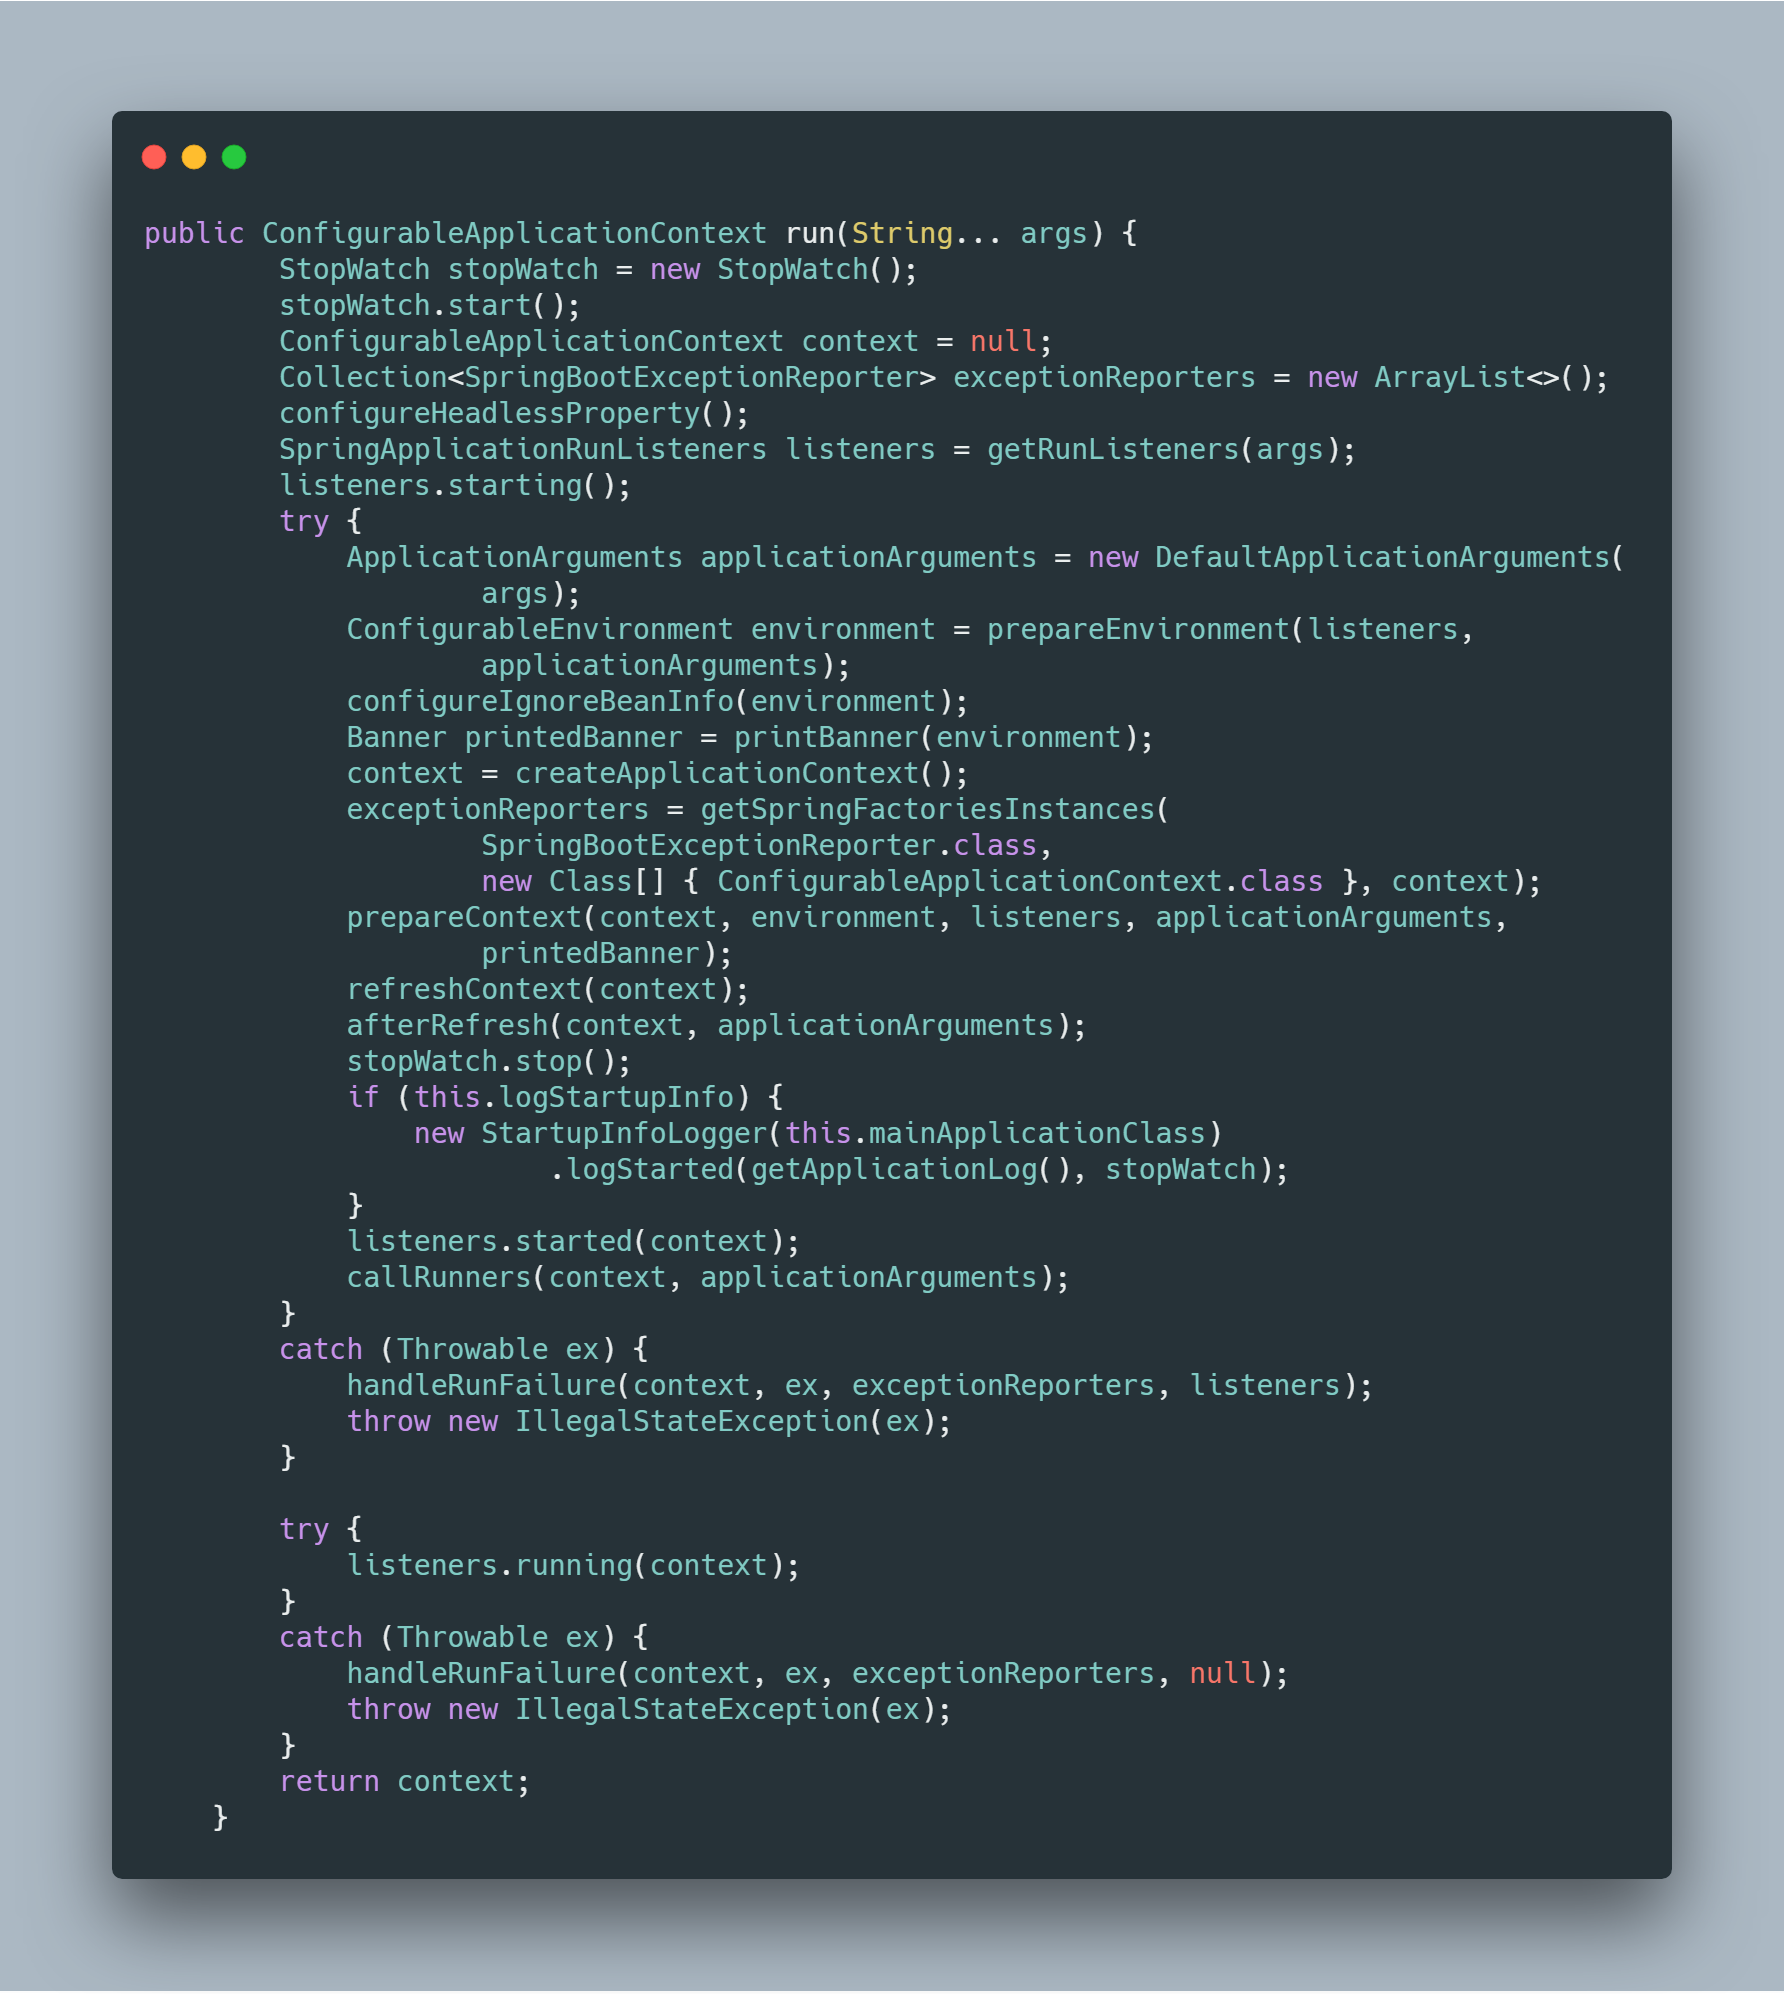 public ConfigurableApplicationContext run(String... args) {
        StopWatch stopWatch = new StopWatch();
        stopWatch.start();
        ConfigurableApplicationContext context = null;
        Collection<SpringBootExceptionReporter> exceptionReporters = new ArrayList<>();
        configureHeadlessProperty();
        SpringApplicationRunListeners listeners = getRunListeners(args);
        listeners.starting();
        try {
            ApplicationArguments applicationArguments = new DefaultApplicationArguments(
                    args);
            ConfigurableEnvironment environment = prepareEnvironment(listeners,
                    applicationArguments);
            configureIgnoreBeanInfo(environment);
            Banner printedBanner = printBanner(environment);
            context = createApplicationContext();
            exceptionReporters = getSpringFactoriesInstances(
                    SpringBootExceptionReporter.class,
                    new Class[] { ConfigurableApplicationContext.class }, context);
            prepareContext(context, environment, listeners, applicationArguments,
                    printedBanner);
            refreshContext(context);
            afterRefresh(context, applicationArguments);
            stopWatch.stop();
            if (this.logStartupInfo) {
                new StartupInfoLogger(this.mainApplicationClass)
                        .logStarted(getApplicationLog(), stopWatch);
            }
            listeners.started(context);
            callRunners(context, applicationArguments);
        }
        catch (Throwable ex) {
            handleRunFailure(context, ex, exceptionReporters, listeners);
            throw new IllegalStateException(ex);
        }

        try {
            listeners.running(context);
        }
        catch (Throwable ex) {
            handleRunFailure(context, ex, exceptionReporters, null);
            throw new IllegalStateException(ex);
        }
        return context;
    }